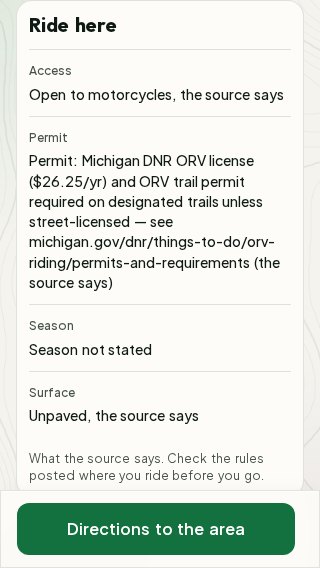 Ride here
Access
Open to motorcycles, the source says
Permit
Permit: Michigan DNR ORV license
($26.25/yr) and ORV trail permit
required on designated trails unless
street-licensed — see
michigan.gov/dnr/things-to-do/orv-
riding/permits-and-requirements (the
source says)
Season
Season not stated
Surface
Unpaved, the source says
What the source says. Check the rules
posted where you ride before you go.
Directions to the area